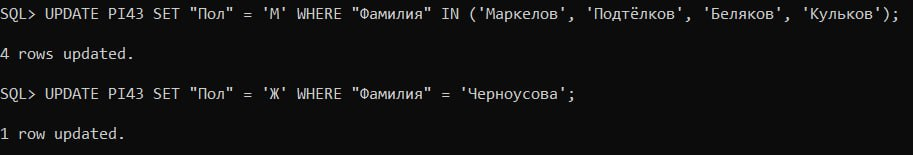 SQL> UPDATE PI43 SET "Пол" = 'М' WHERE "Фамилия" IN ('Маркелов', 'Подтёлков', 'Беляков', 'Кульков');
4 rows updated.
SQL> UPDATE PI43 SET "Пол" = 'Ж' WHERE "Фамилия" = 'Черноусова';
1 row updated.